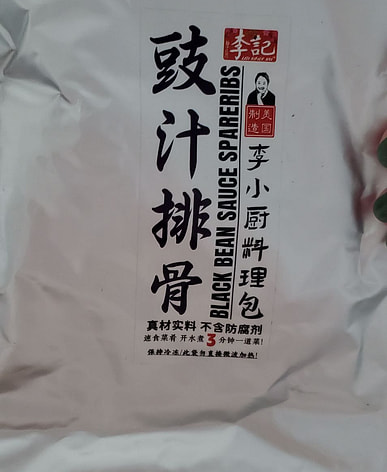 豉汁排骨
BLACK BEAN SAUCE SPARERIBS
李記
美国
制造
李小厨料理包
真材实料 不含防腐剂
速食菜肴 开水煮3分钟一道菜!
保持冷冻/此袋勿直接微波加热!